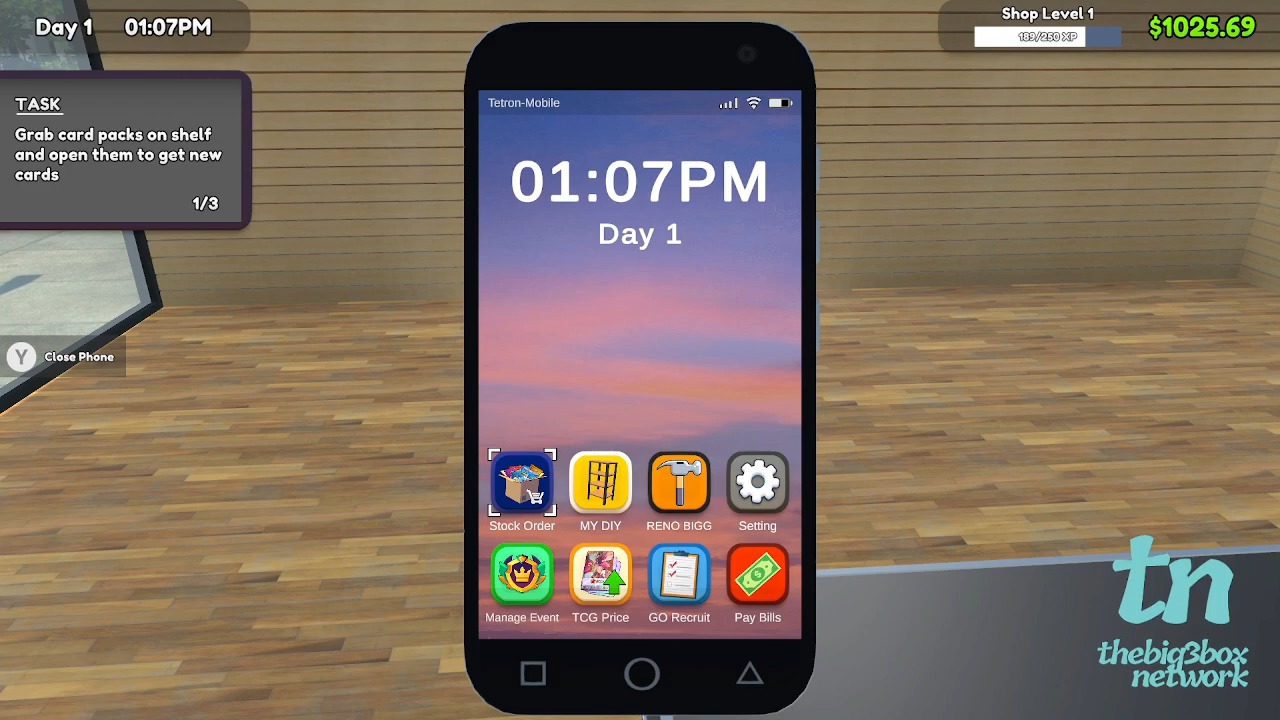 Day 1 01:07PM
Shop Level 1
189/250 XP
$1025.69
TASK
Grab card packs on shelf
and open them to get new
cards
1/3
Y Close Phone
Tetron-Mobile
01:07PM
Day 1
Stock Order
MY DIY
RENO BIGG
Setting
Manage Event
TCG Price
GO Recruit
Pay Bills
tn
thebig3box
network